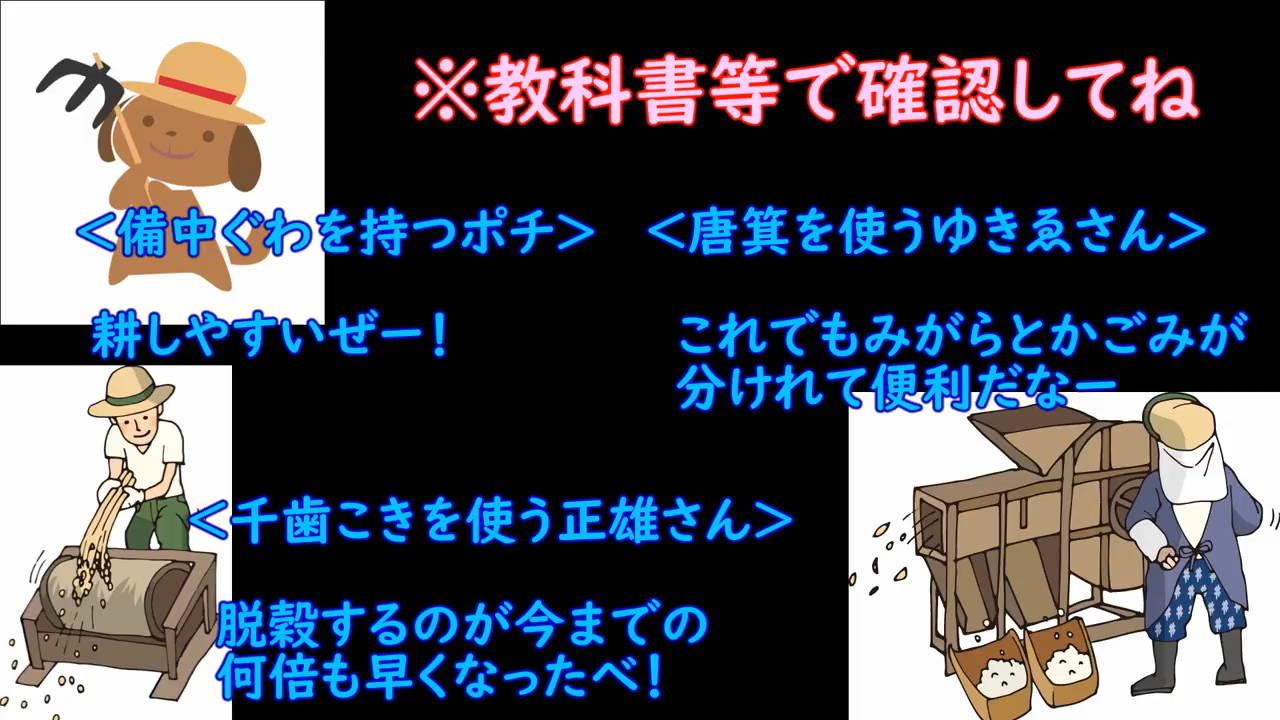 ※教科書等で確認してね
<備中ぐわを持つポチ>
耕しやすいぜー!
<唐箕を使うゆきゑさん>
これでもみがらとかごみが
分けれて便利だなー
<千歯こきを使う正雄さん>
脱穀するのが今までの
何倍も早くなったべ!